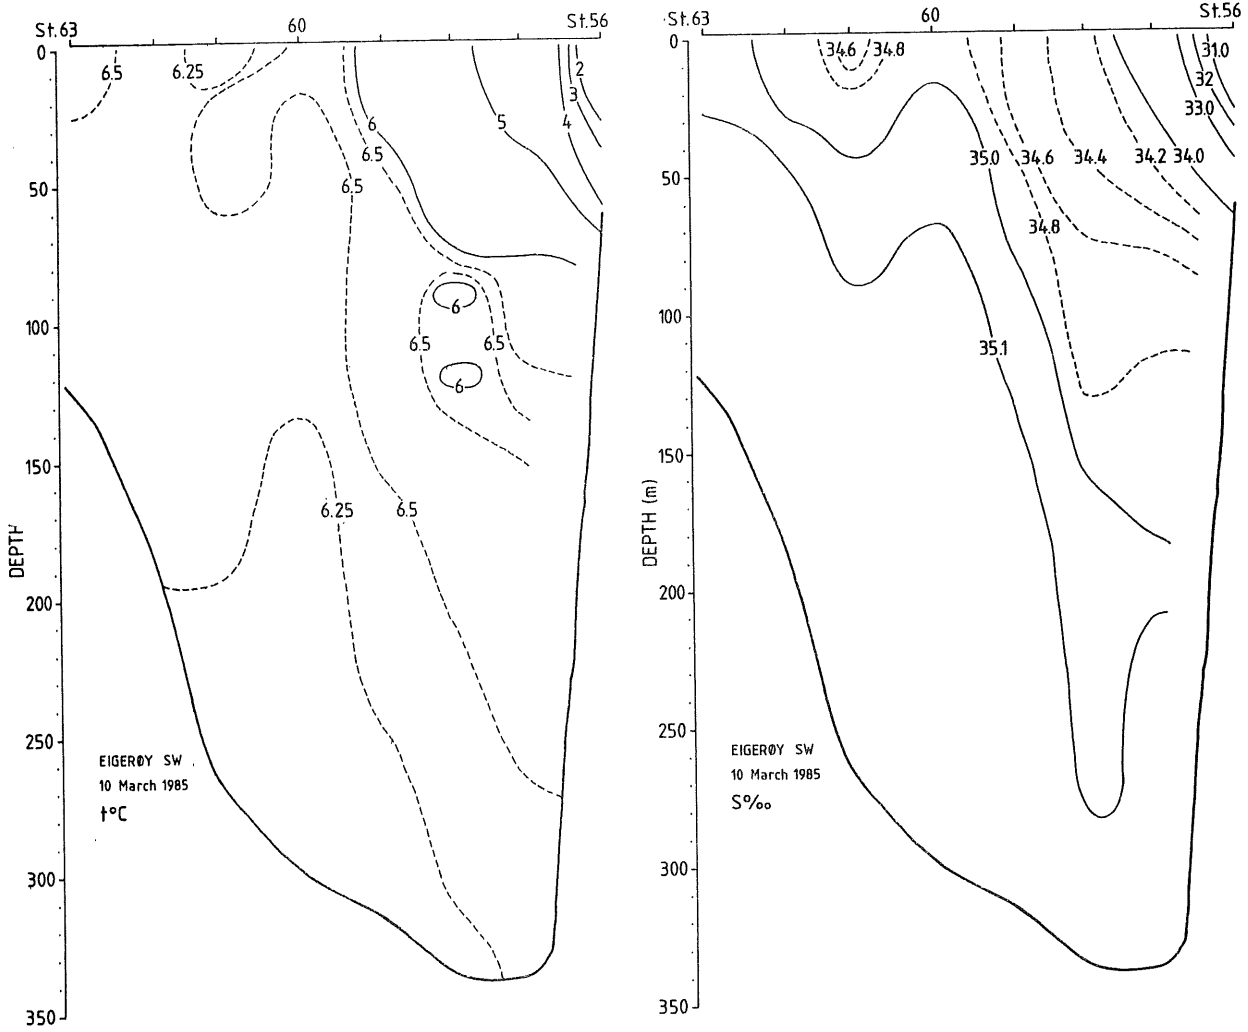 St.63 60 St.56
0
6.5 6.25 2
3
6 5 4
6.5
6.5
50
6
100
6.5 6.5
6
150
6.25 6.5
DEPTH
200
250
EIGERØY SW
10 March 1985
t°C
300
350
St.63 60 St.56
0
34.6 34.8 31.0
32
33.0
35.0 34.6 34.4 34.2 34.0
50
34.8
100
35.1
150
DEPTH (m)
200
250
EIGERØY SW
10 March 1985
S‰
300
350